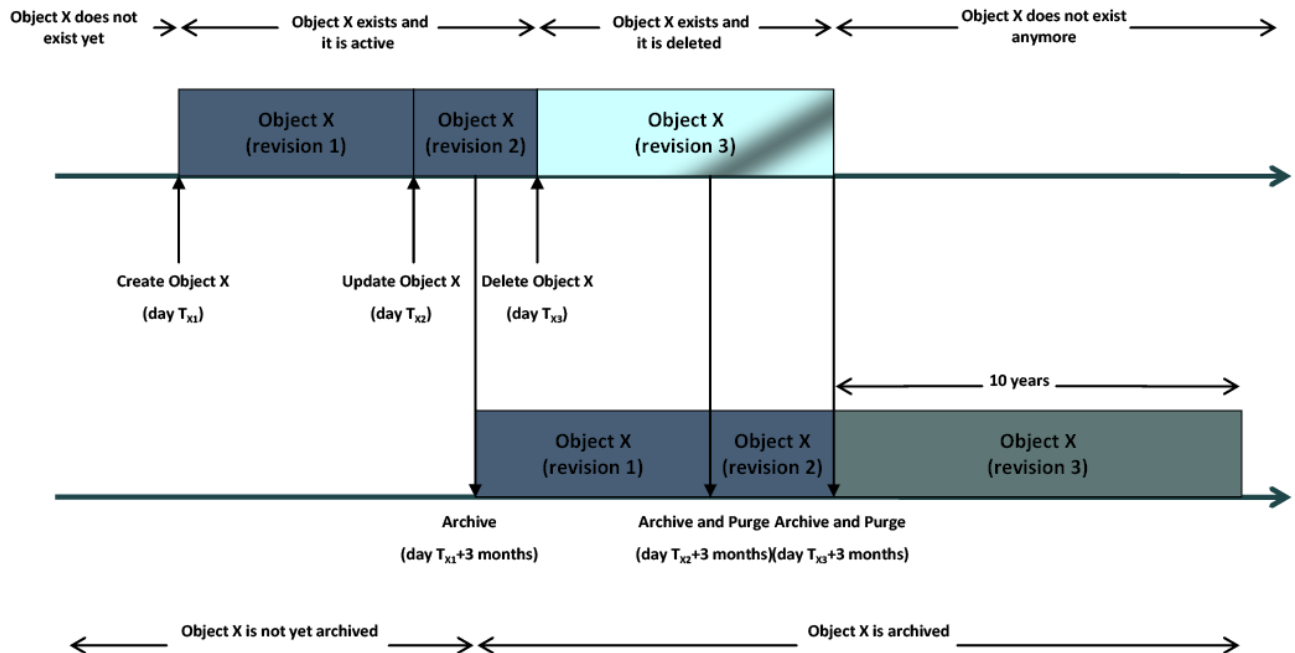 Object X does not
exist yet
Object X exists and
it is active
Object X exists and
it is deleted
Object X does not exist
anymore
Object X
(revision 1)
Object X
(revision 2)
Object X
(revision 3)
Create Object X
(day TX1)
Update Object X
(day TX2)
Delete Object X
(day TX3)
10 years
Object X
(revision 1)
Object X
(revision 2)
Object X
(revision 3)
Archive
(day TX1+3 months)
Archive and Purge
(day TX2+3 months)
Archive and Purge
(day TX3+3 months)
Object X is not yet archived
Object X is archived